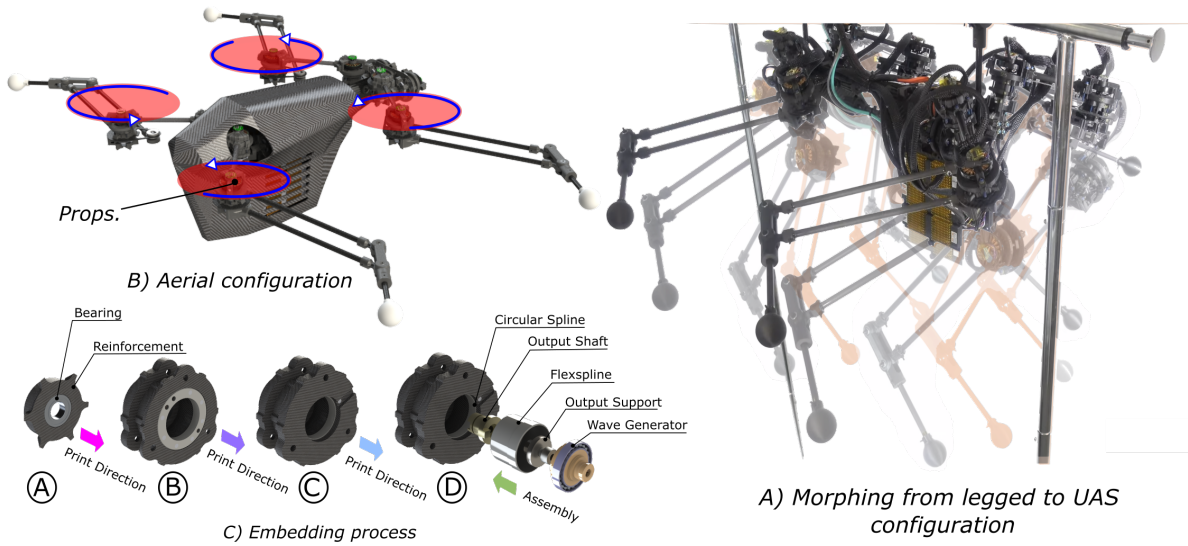 Props.
B) Aerial configuration
Bearing
Reinforcement
Circular Spline
Output Shaft
Flexspline
Output Support
Wave Generator
Print Direction
Print Direction
Print Direction
Assembly
A
B
C
D
C) Embedding process
A) Morphing from legged to UAS
configuration